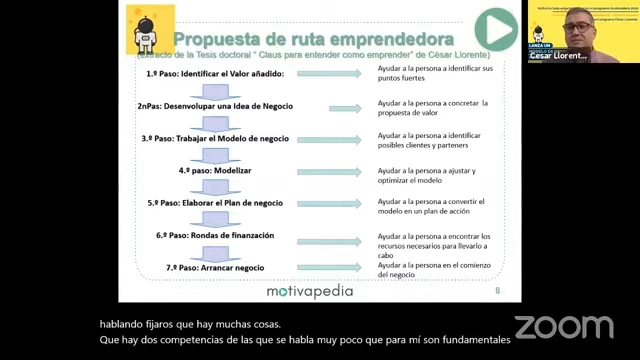 Propuesta de ruta emprendedora
(extracto de la Tesis doctoral " Claus para entender como emprender" de César Llorente)
1.º Paso: Identificar el Valor añadido:
Ayudar a la persona a identificar sus
puntos fuertes
2nPas: Desenvolupar una Idea de Negocio
Ayudar a la persona a concretar la
propuesta de valor
3.º Paso: Trabajar el Modelo de negocio
Ayudar a la persona a identificar
posibles clientes y parteners
4.º paso: Modelizar
Ayudar a la persona a ajustar y
optimizar el modelo
5.º Paso: Elaborar el Plan de negocio
Ayudar a la persona a convertir el
modelo en un plan de acción
6.º Paso: Rondas de finanzación
Ayudar a la persona a encontrar los
recursos necesarios para llevarlo a
cabo
7.º Paso: Arrancar negocio
Ayudar a la persona en el comienzo
del negocio
motivapedia
8
LANZA UN
MODELO DE
Cesar Llorent...
hablando fijaros que hay muchas cosas.
Que hay dos competencias de las que se habla muy poco que para mí son fundamentales
zoom